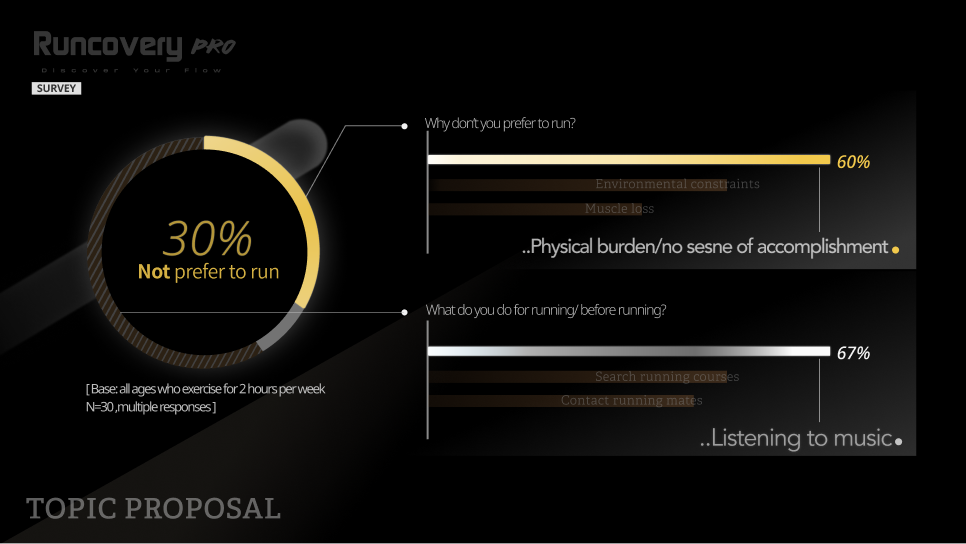 Runcovery PRO
Discover Your Flow
SURVEY
Why don't you prefer to run?
60%
Environmental constraints
Muscle loss
..Physical burden/no sesne of accomplishment
30%
Not prefer to run
What do you do for running/ before running?
67%
Search running courses
Contact running mates
..Listening to music
[ Base: all ages who exercise for 2 hours per week
N=30 ,multiple responses ]
TOPIC PROPOSAL